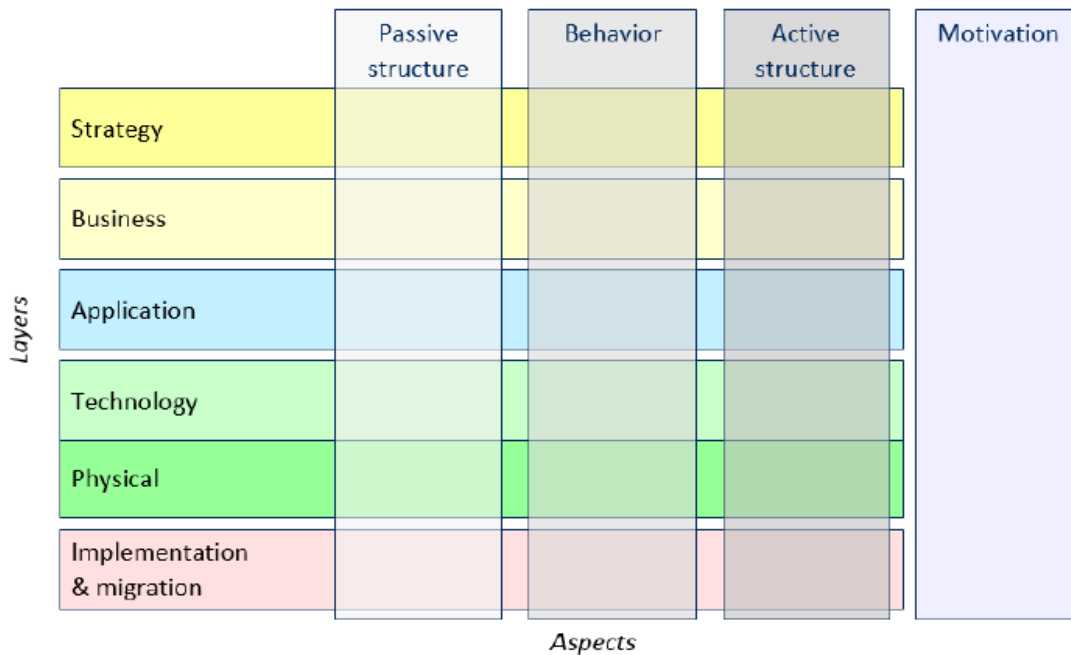 Passive
structure
Behavior
Active
structure
Motivation
Strategy
Business
Application
Technology
Physical
Implementation
& migration
Layers
Aspects